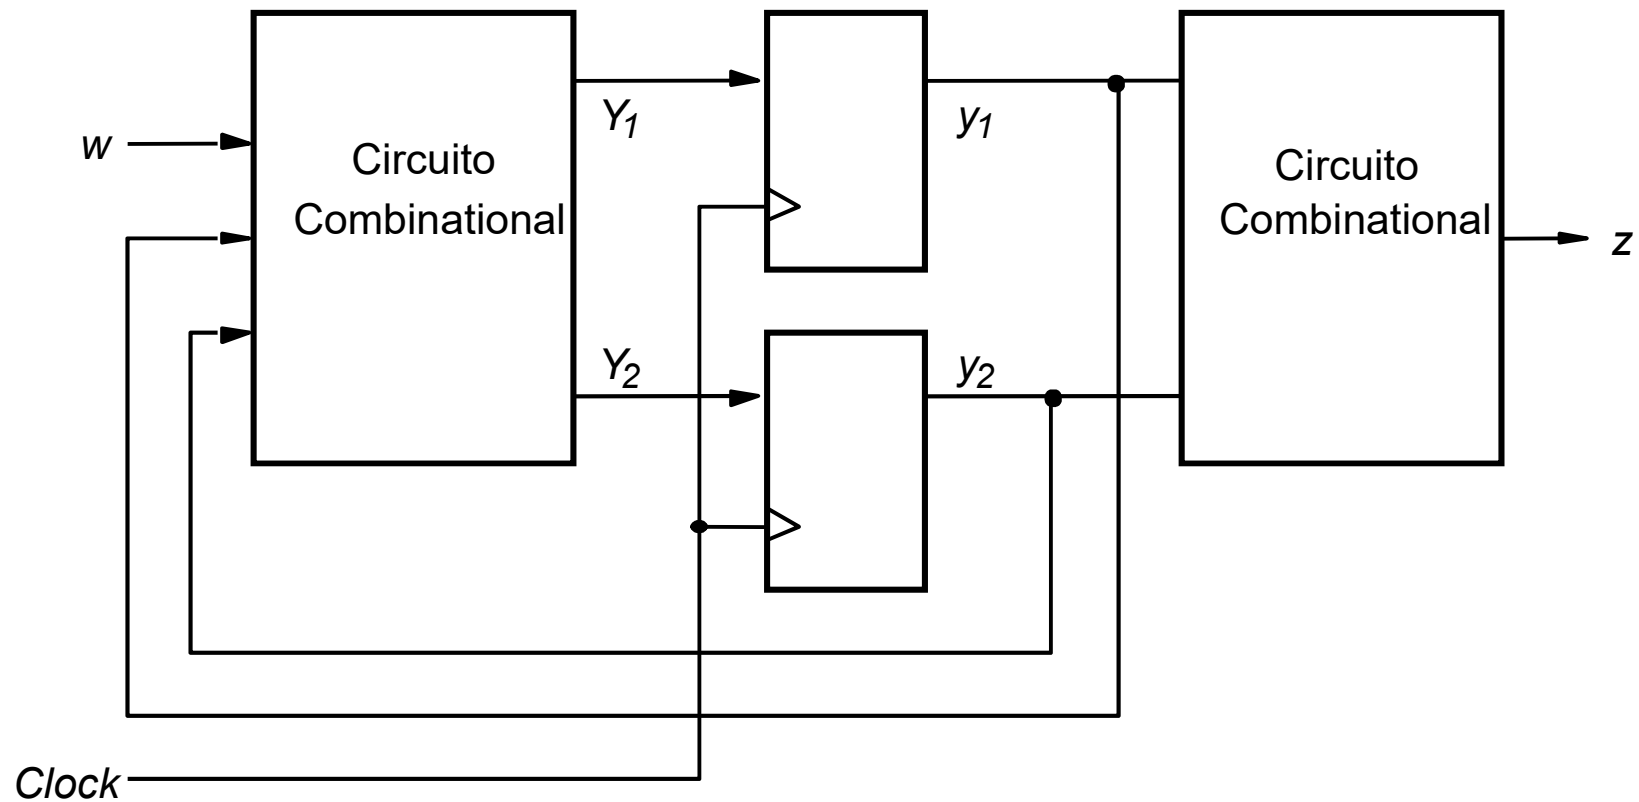 w
Circuito
Combinational
Y1
Y2
y1
y2
Circuito
Combinational
z
Clock